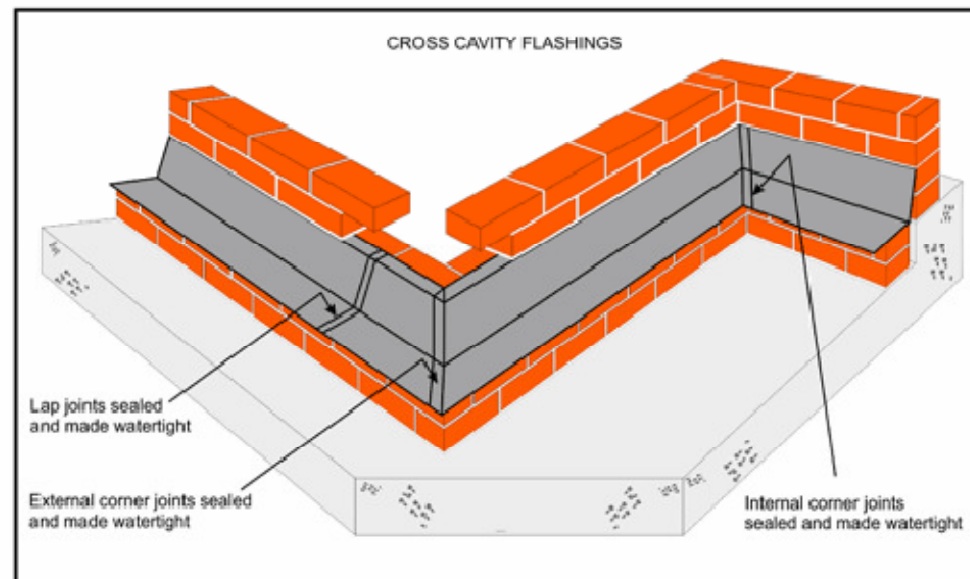 CROSS CAVITY FLASHINGS
Lap joints sealed
and made watertight
External corner joints sealed
and made watertight
Internal corner joints
sealed and made watertight